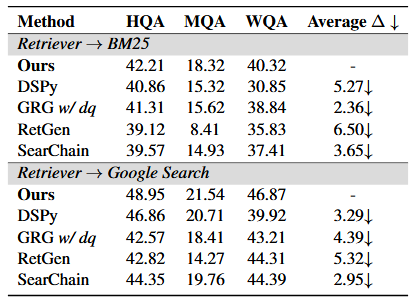 Method HQA MQA WQA Average Δ ↓
Retriever → BM25
Ours 42.21 18.32 40.32 -
DSPy 40.86 15.32 30.85 5.27↓
GRG w/ dq 41.31 15.62 38.84 2.36↓
RetGen 39.12 8.41 35.83 6.50↓
SearChain 39.57 14.93 37.41 3.65↓
Retriever → Google Search
Ours 48.95 21.54 46.87 -
DSPy 46.86 20.71 39.92 3.29↓
GRG w/ dq 42.57 18.41 43.21 4.39↓
RetGen 42.82 14.27 44.31 5.32↓
SearChain 44.35 19.76 44.39 2.95↓